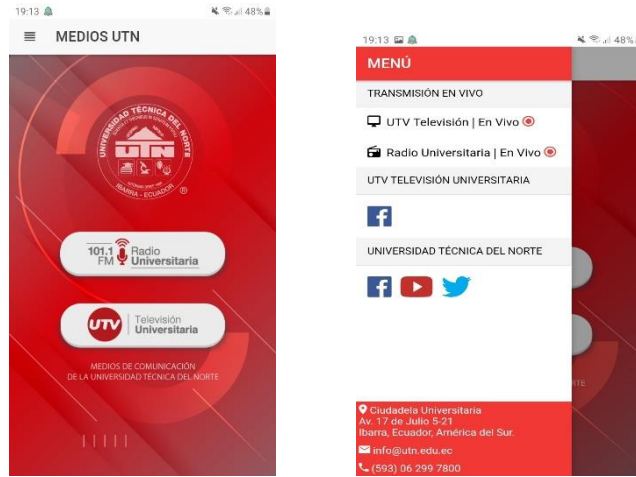 19:13 48%
MEDIOS UTN
UNIVERSIDAD TÉCNICA DEL NORTE
UTN
IBARRA - ECUADOR
®
101.1 FM Radio Universitaria
UTV Televisión Universitaria
MEDIOS DE COMUNICACIÓN
DE LA UNIVERSIDAD TÉCNICA DEL NORTE
19:13 48%
MENÚ
TRANSMISIÓN EN VIVO
UTV Televisión | En Vivo
Radio Universitaria | En Vivo
UTV TELEVISIÓN UNIVERSITARIA
UNIVERSIDAD TÉCNICA DEL NORTE
Ciudadela Universitaria
Av. 17 de Julio 5-21
Ibarra, Ecuador, América del Sur.
info@utn.edu.ec
(593) 06 299 7800